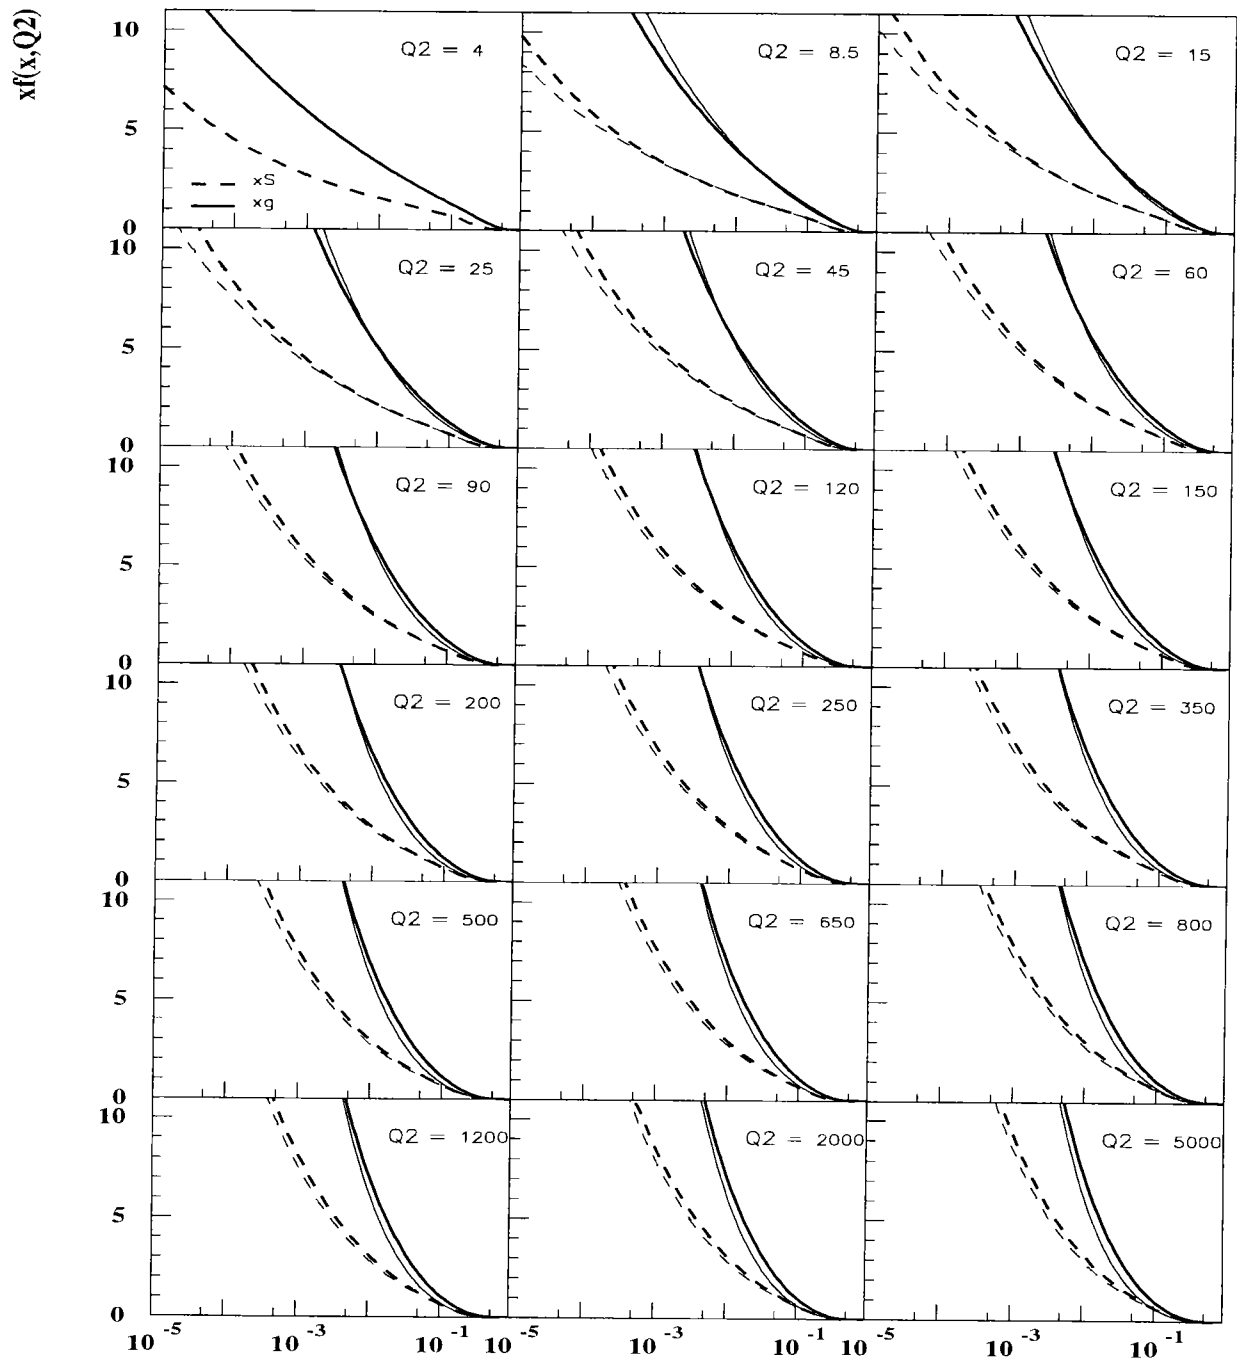 xf(x,Q2)
10
5
0
Q2 = 4
xS
xg
Q2 = 8.5
Q2 = 15
10
5
0
Q2 = 25
Q2 = 45
Q2 = 60
10
5
0
Q2 = 90
Q2 = 120
Q2 = 150
10
5
0
Q2 = 200
Q2 = 250
Q2 = 350
10
5
0
Q2 = 500
Q2 = 650
Q2 = 800
10
5
0
Q2 = 1200
Q2 = 2000
Q2 = 5000
10 -5 10 -3 10 -1 10 -5 10 -3 10 -1 10 -5 10 -3 10 -1